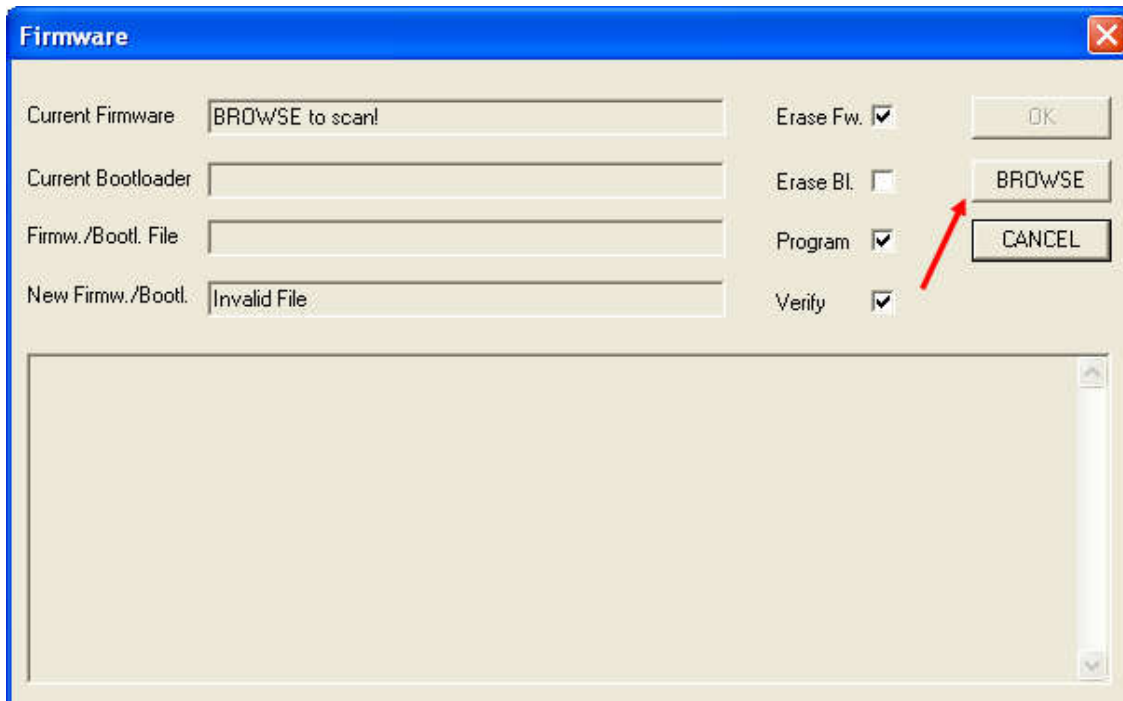 Firmware
Current Firmware BROWSE to scan! Erase Fw. OK
Current Bootloader Erase Bl. BROWSE
Firmw./Bootl. File Program CANCEL
New Firmw./Bootl. Invalid File Verify